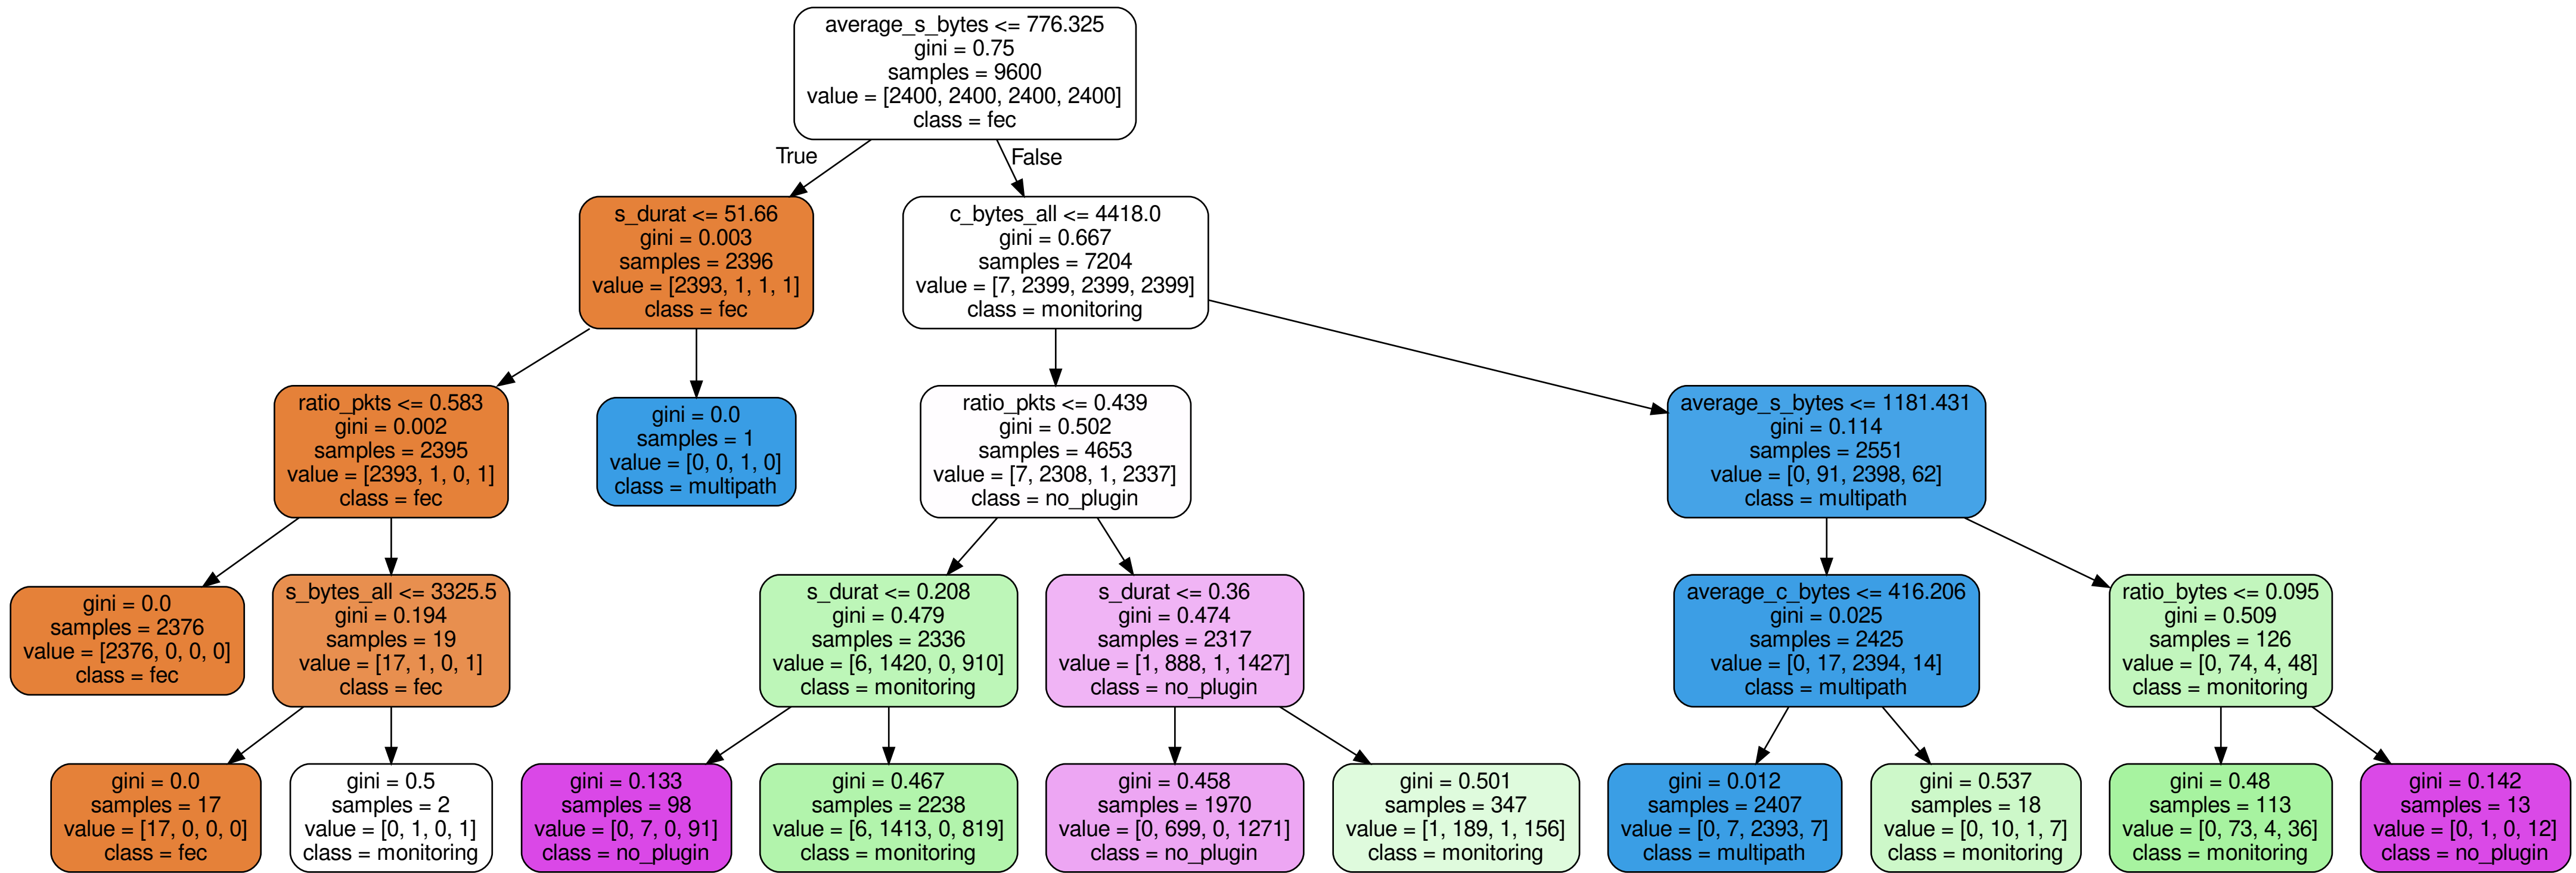 average_s_bytes <= 776.325
gini = 0.75
samples = 9600
value = [2400, 2400, 2400, 2400]
class = fec
True
False
s_durat <= 51.66
gini = 0.003
samples = 2396
value = [2393, 1, 1, 1]
class = fec
c_bytes_all <= 4418.0
gini = 0.667
samples = 7204
value = [7, 2399, 2399, 2399]
class = monitoring
ratio_pkts <= 0.583
gini = 0.002
samples = 2395
value = [2393, 1, 0, 1]
class = fec
gini = 0.0
samples = 1
value = [0, 0, 1, 0]
class = multipath
ratio_pkts <= 0.439
gini = 0.502
samples = 4653
value = [7, 2308, 1, 2337]
class = no_plugin
average_s_bytes <= 1181.431
gini = 0.114
samples = 2551
value = [0, 91, 2398, 62]
class = multipath
gini = 0.0
samples = 2376
value = [2376, 0, 0, 0]
class = fec
s_bytes_all <= 3325.5
gini = 0.194
samples = 19
value = [17, 1, 0, 1]
class = fec
s_durat <= 0.208
gini = 0.479
samples = 2336
value = [6, 1420, 0, 910]
class = monitoring
s_durat <= 0.36
gini = 0.474
samples = 2317
value = [1, 888, 1, 1427]
class = no_plugin
average_c_bytes <= 416.206
gini = 0.025
samples = 2425
value = [0, 17, 2394, 14]
class = multipath
ratio_bytes <= 0.095
gini = 0.509
samples = 126
value = [0, 74, 4, 48]
class = monitoring
gini = 0.0
samples = 17
value = [17, 0, 0, 0]
class = fec
gini = 0.5
samples = 2
value = [0, 1, 0, 1]
class = monitoring
gini = 0.133
samples = 98
value = [0, 7, 0, 91]
class = no_plugin
gini = 0.467
samples = 2238
value = [6, 1413, 0, 819]
class = monitoring
gini = 0.458
samples = 1970
value = [0, 699, 0, 1271]
class = no_plugin
gini = 0.501
samples = 347
value = [1, 189, 1, 156]
class = monitoring
gini = 0.012
samples = 2407
value = [0, 7, 2393, 7]
class = multipath
gini = 0.537
samples = 18
value = [0, 10, 1, 7]
class = monitoring
gini = 0.48
samples = 113
value = [0, 73, 4, 36]
class = monitoring
gini = 0.142
samples = 13
value = [0, 1, 0, 12]
class = no_plugin